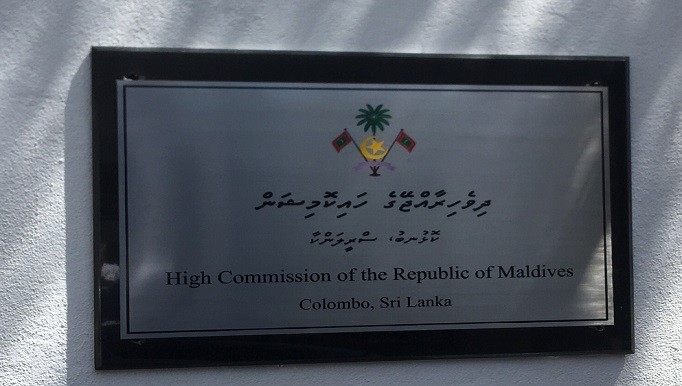 ދިވެހިރާއްޖޭގެ ހައިކޮމިޝަން
ކޮޅުނބު، ސްރީލަންކާ
High Commission of the Republic of Maldives
Colombo, Sri Lanka